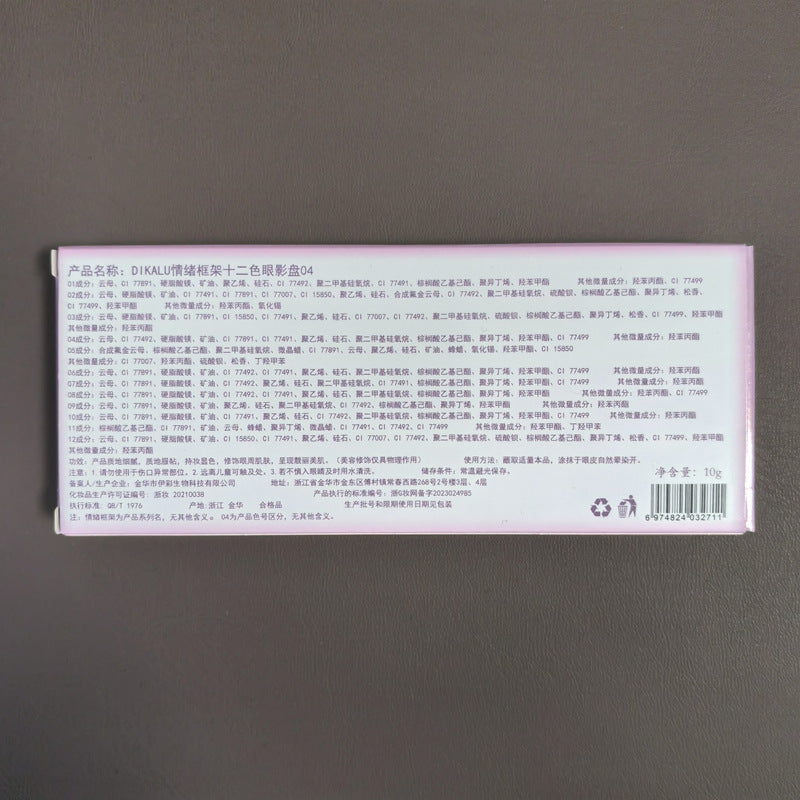 产品名称：DIKALU情绪框架十二色眼影盘04
01成分：云母、CI 77891、硬脂酸镁、矿油、聚乙烯、硅石、CI 77492、聚二甲基硅氧烷、CI 77491、棕榈酸乙基己酯、聚异丁烯、羟苯甲酯 其他微量成分：羟苯丙酯、CI 77499
02成分：云母、硬脂酸镁、矿油、CI 77491、CI 77891、CI 77007、CI 15850、聚乙烯、硅石、合成氟金云母、CI 77492、聚二甲基硅氧烷、硫酸钡、棕榈酸乙基己酯、聚异丁烯、松香、
CI 77499、羟苯甲酯 其他微量成分：羟苯丙酯、氧化锡
03成分：云母、CI 77891、硬脂酸镁、矿油、CI 15850、CI 77491、聚乙烯、CI 77007、硅石、CI 77492、聚二甲基硅氧烷、硫酸钡、棕榈酸乙基己酯、聚异丁烯、松香、CI 77499、羟苯甲酯
其他微量成分：羟苯丙酯
04成分：云母、CI 77492、硬脂酸镁、矿油、CI 77891、聚乙烯、硅石、CI 77491、聚二甲基硅氧烷、棕榈酸乙基己酯、聚异丁烯、CI 77499、羟苯甲酯 其他微量成分：羟苯丙酯
05成分：合成氟金云母、棕榈酸乙基己酯、聚二甲基硅氧烷、微晶蜡、CI 77891、云母、聚乙烯、硅石、矿油、蜂蜡、氧化锡、羟苯甲酯、CI 15850
其他微量成分：CI 77007、羟苯丙酯、硫酸钡、松香、丁羟甲苯
06成分：云母、CI 77891、硬脂酸镁、矿油、CI 77491、聚乙烯、硅石、CI 77492、聚二甲基硅氧烷、棕榈酸乙基己酯、聚异丁烯、羟苯甲酯、CI 77499 其他微量成分：羟苯丙酯
07成分：云母、CI 77891、硬脂酸镁、矿油、CI 77492、聚乙烯、硅石、聚二甲基硅氧烷、CI 77491、棕榈酸乙基己酯、聚异丁烯、羟苯甲酯、CI 77499 其他微量成分：羟苯丙酯
08成分：云母、CI 77891、硬脂酸镁、矿油、CI 77491、聚乙烯、硅石、CI 77492、聚二甲基硅氧烷、棕榈酸乙基己酯、聚异丁烯、羟苯甲酯 其他微量成分：羟苯丙酯、CI 77499
09成分：云母、CI 77891、硬脂酸镁、矿油、聚乙烯、硅石、聚二甲基硅氧烷、CI 77492、棕榈酸乙基己酯、聚异丁烯、CI 77491、羟苯甲酯 其他微量成分：羟苯丙酯
10成分：云母、CI 77891、硬脂酸镁、矿油、CI 77491、聚乙烯、硅石、CI 77492、聚二甲基硅氧烷、棕榈酸乙基己酯、聚异丁烯、羟苯甲酯、CI 77499 其他微量成分：羟苯丙酯
11成分：棕榈酸乙基己酯、CI 77491、矿油、云母、蜂蜡、聚二甲基硅氧烷、微晶蜡、CI 77891、聚乙烯、硅石、CI 77492、羟苯甲酯、CI 77499 其他微量成分：羟苯丙酯、丁羟甲苯
12成分：云母、CI 77891、硬脂酸镁、矿油、CI 15850、CI 77491、聚乙烯、CI 77007、硅石、CI 77492、聚二甲基硅氧烷、硫酸钡、棕榈酸乙基己酯、聚异丁烯、松香、CI 77499、羟苯甲酯
其他微量成分：羟苯丙酯
功效：产品质地细腻，质地服帖，持妆显色，修饰眼周肌肤，呈现靓丽美肌。（美容修饰仅具物理作用） 使用方法：蘸取适量本品，涂抹于眼皮自然晕染开。
注意：1.请勿使用于伤口异常部位。2.远离儿童可触及处。3.若不慎入眼睛及时用水清洗。 储存条件：常温避光保存。
备案人/生产企业：金华市伊彩生物科技有限公司 地址：浙江省金华市金东区傅村镇常春西路268号2号楼3层、4层
化妆品生产许可证编号：浙妆 20210038 产品执行的标准编号：浙G妆网备字2023024985
执行标准：QB/T 1976 产地：浙江 金华 合格品 生产批号和限期使用日期见包装
注：情绪框架为产品系列名，无其他含义。 04为产品色号区分，无其他含义。
净含量：10g
6 974824 032711